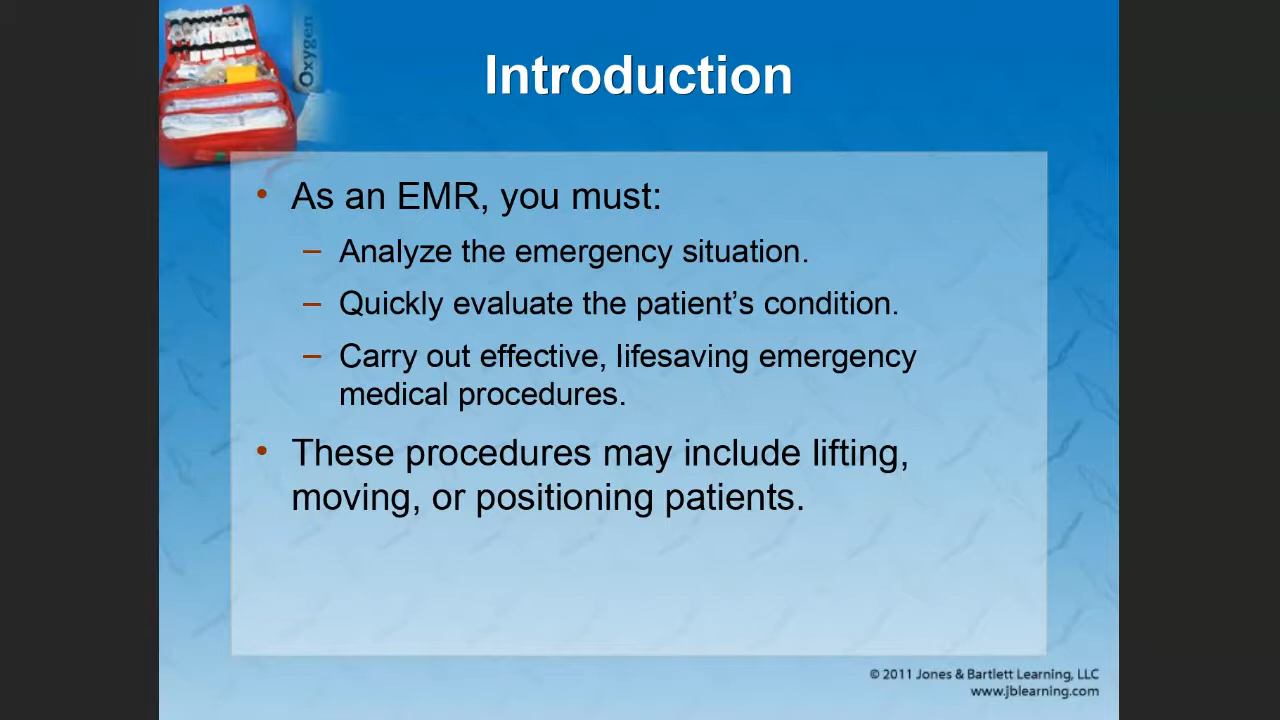 Oxygen
Introduction
• As an EMR, you must:
– Analyze the emergency situation.
– Quickly evaluate the patient’s condition.
– Carry out effective, lifesaving emergency
medical procedures.
• These procedures may include lifting,
moving, or positioning patients.
© 2011 Jones & Bartlett Learning, LLC
www.jblearning.com